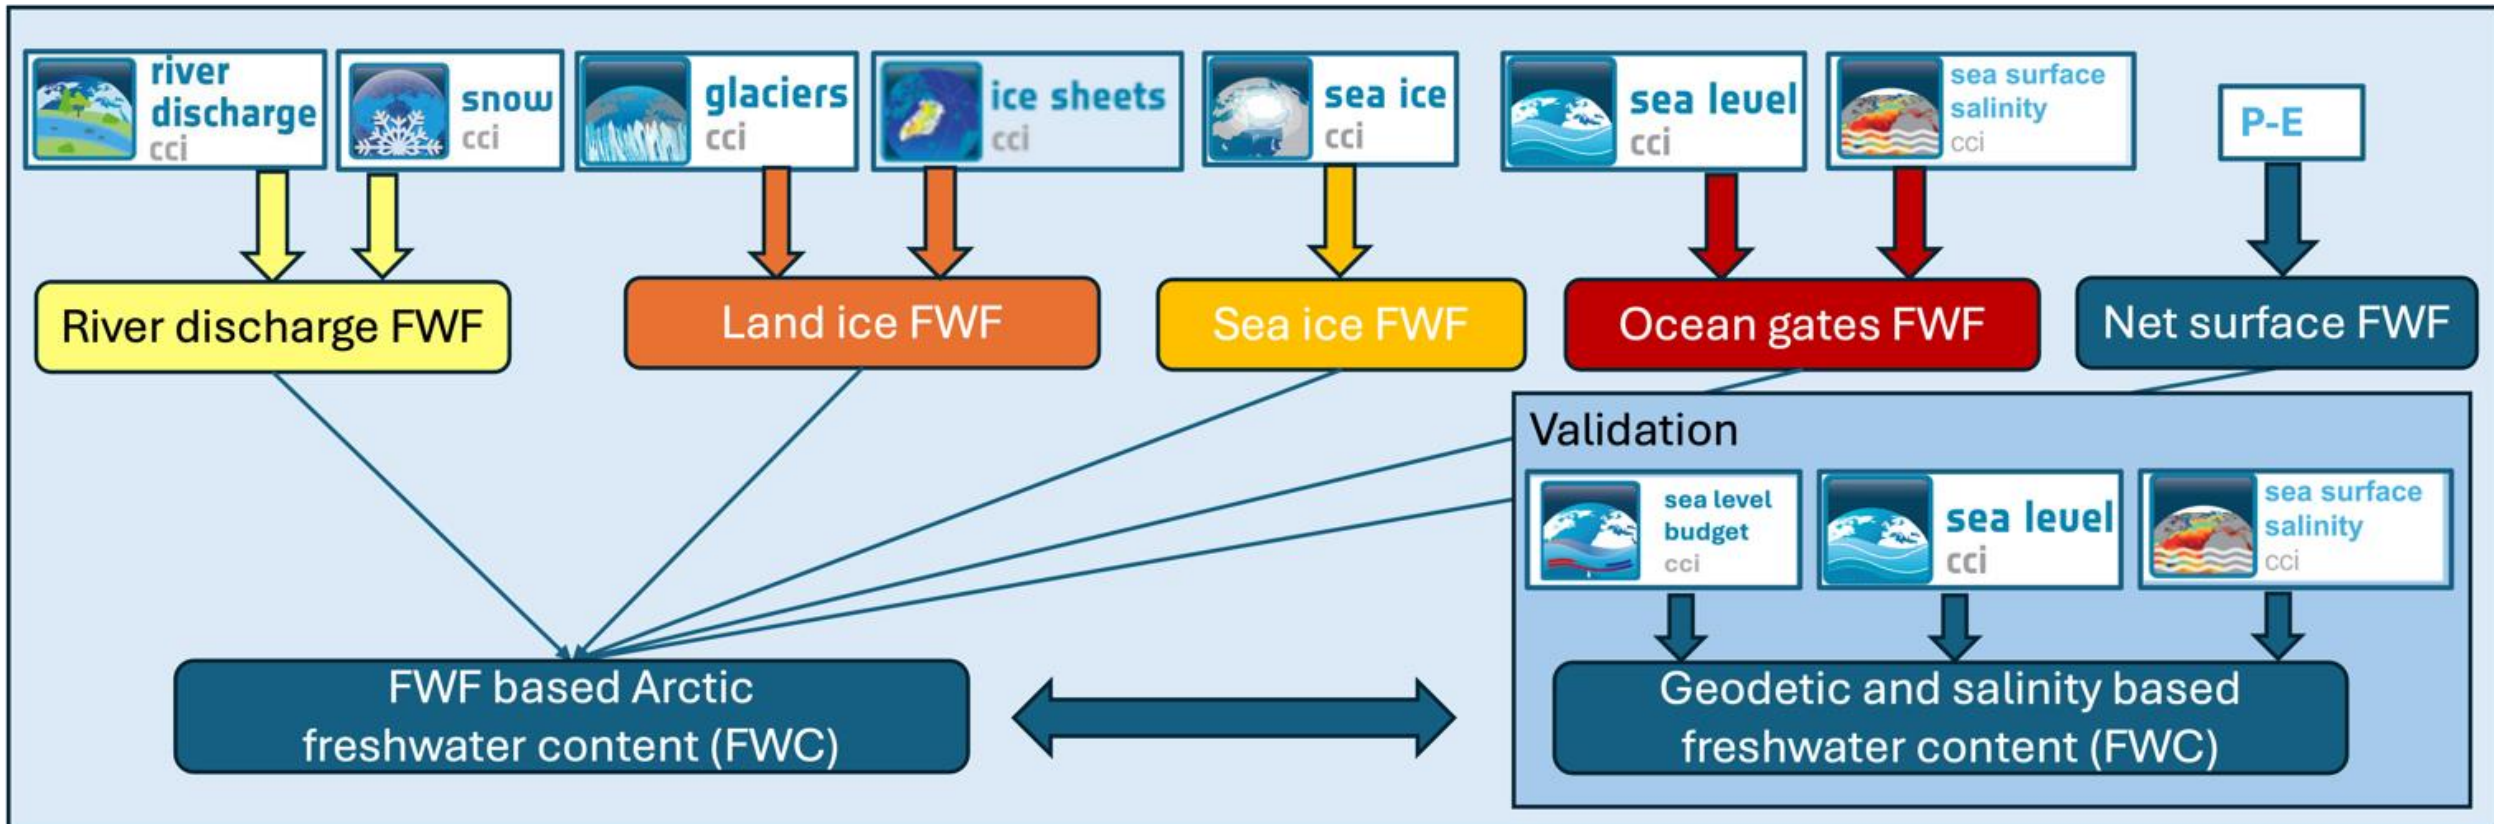 river
discharge
cci
snow
cci
glaciers
cci
ice sheets
cci
sea ice
cci
sea level
cci
sea surface
salinity
cci
P-E
River discharge FWF
Land ice FWF
Sea ice FWF
Ocean gates FWF
Net surface FWF
Validation
sea level
budget
cci
sea level
cci
sea surface
salinity
cci
FWF based Arctic
freshwater content (FWC)
Geodetic and salinity based
freshwater content (FWC)